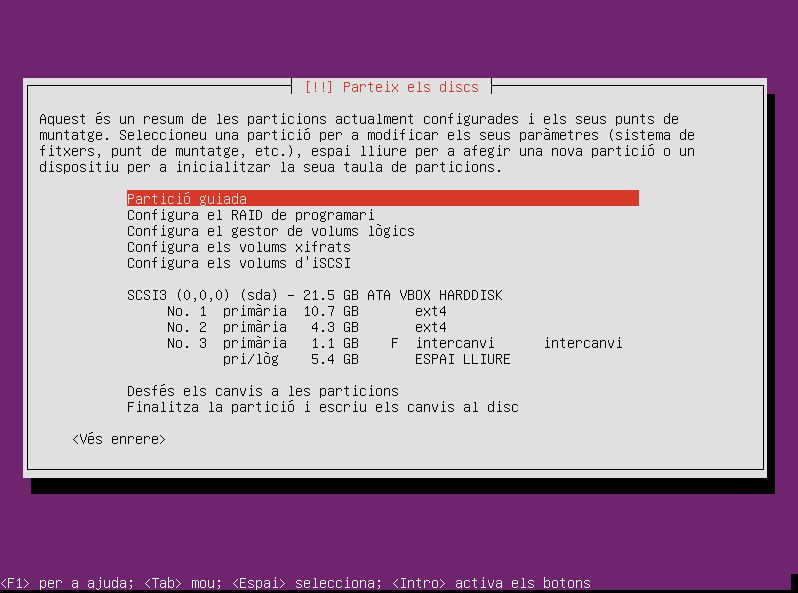 [!!] Parteix els discs
Aquest és un resum de les particions actualment configurades i els seus punts de
muntatge. Seleccioneu una partició per a modificar els seus paràmetres (sistema de
fitxers, punt de muntatge, etc.), espai lliure per a afegir una nova partició o un
dispositiu per a inicialitzar la seua taula de particions.
Partició guiada
Configura el RAID de programari
Configura el gestor de volums lògics
Configura els volums xifrats
Configura els volums d'iSCSI
SCSI3 (0,0,0) (sda) - 21.5 GB ATA VBOX HARDDISK
No. 1 primària 10.7 GB ext4
No. 2 primària 4.3 GB ext4
No. 3 primària 1.1 GB F intercanvi intercanvi
pri/lòg 5.4 GB ESPAI LLIURE
Desfés els canvis a les particions
Finalitza la partició i escriu els canvis al disc
<Vés enrere>
<F1> per a ajuda; <Tab> mou; <Espai> selecciona; <Intro> activa els botons